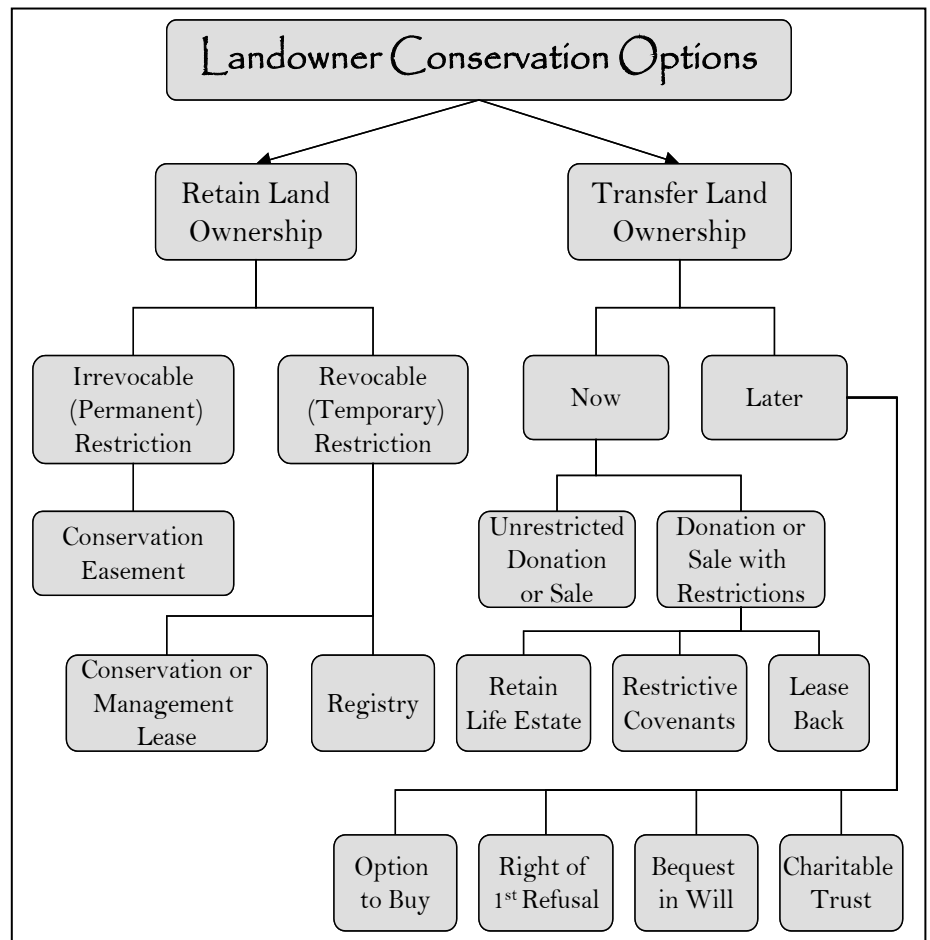 Landowner Conservation Options
Retain Land
Ownership
Transfer Land
Ownership
Irrevocable
(Permanent)
Restriction
Revocable
(Temporary)
Restriction
Now
Later
Conservation
Easement
Unrestricted
Donation
or Sale
Donation or
Sale with
Restrictions
Conservation or
Management
Lease
Registry
Retain
Life Estate
Restrictive
Covenants
Lease
Back
Option
to Buy
Right of
1st Refusal
Bequest
in Will
Charitable
Trust